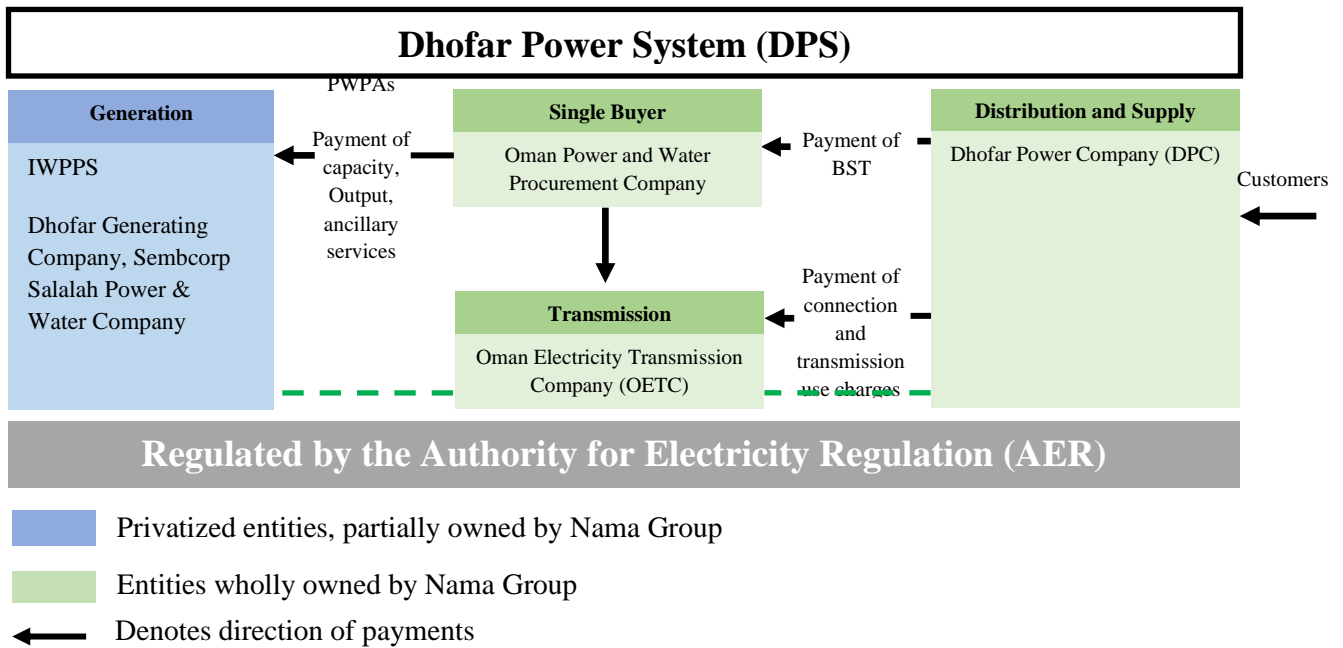 Dhofar Power System (DPS)
Generation
IWPPS
Dhofar Generating
Company, Sembcorp
Salalah Power &
Water Company
PWPAs
Payment of
capacity,
Output,
ancillary
services
Single Buyer
Oman Power and Water
Procurement Company
Transmission
Oman Electricity Transmission
Company (OETC)
Payment of
BST
Payment of
connection
and
transmission
use charges
Distribution and Supply
Dhofar Power Company (DPC)
Customers
Regulated by the Authority for Electricity Regulation (AER)
Privatized entities, partially owned by Nama Group
Entities wholly owned by Nama Group
Denotes direction of payments